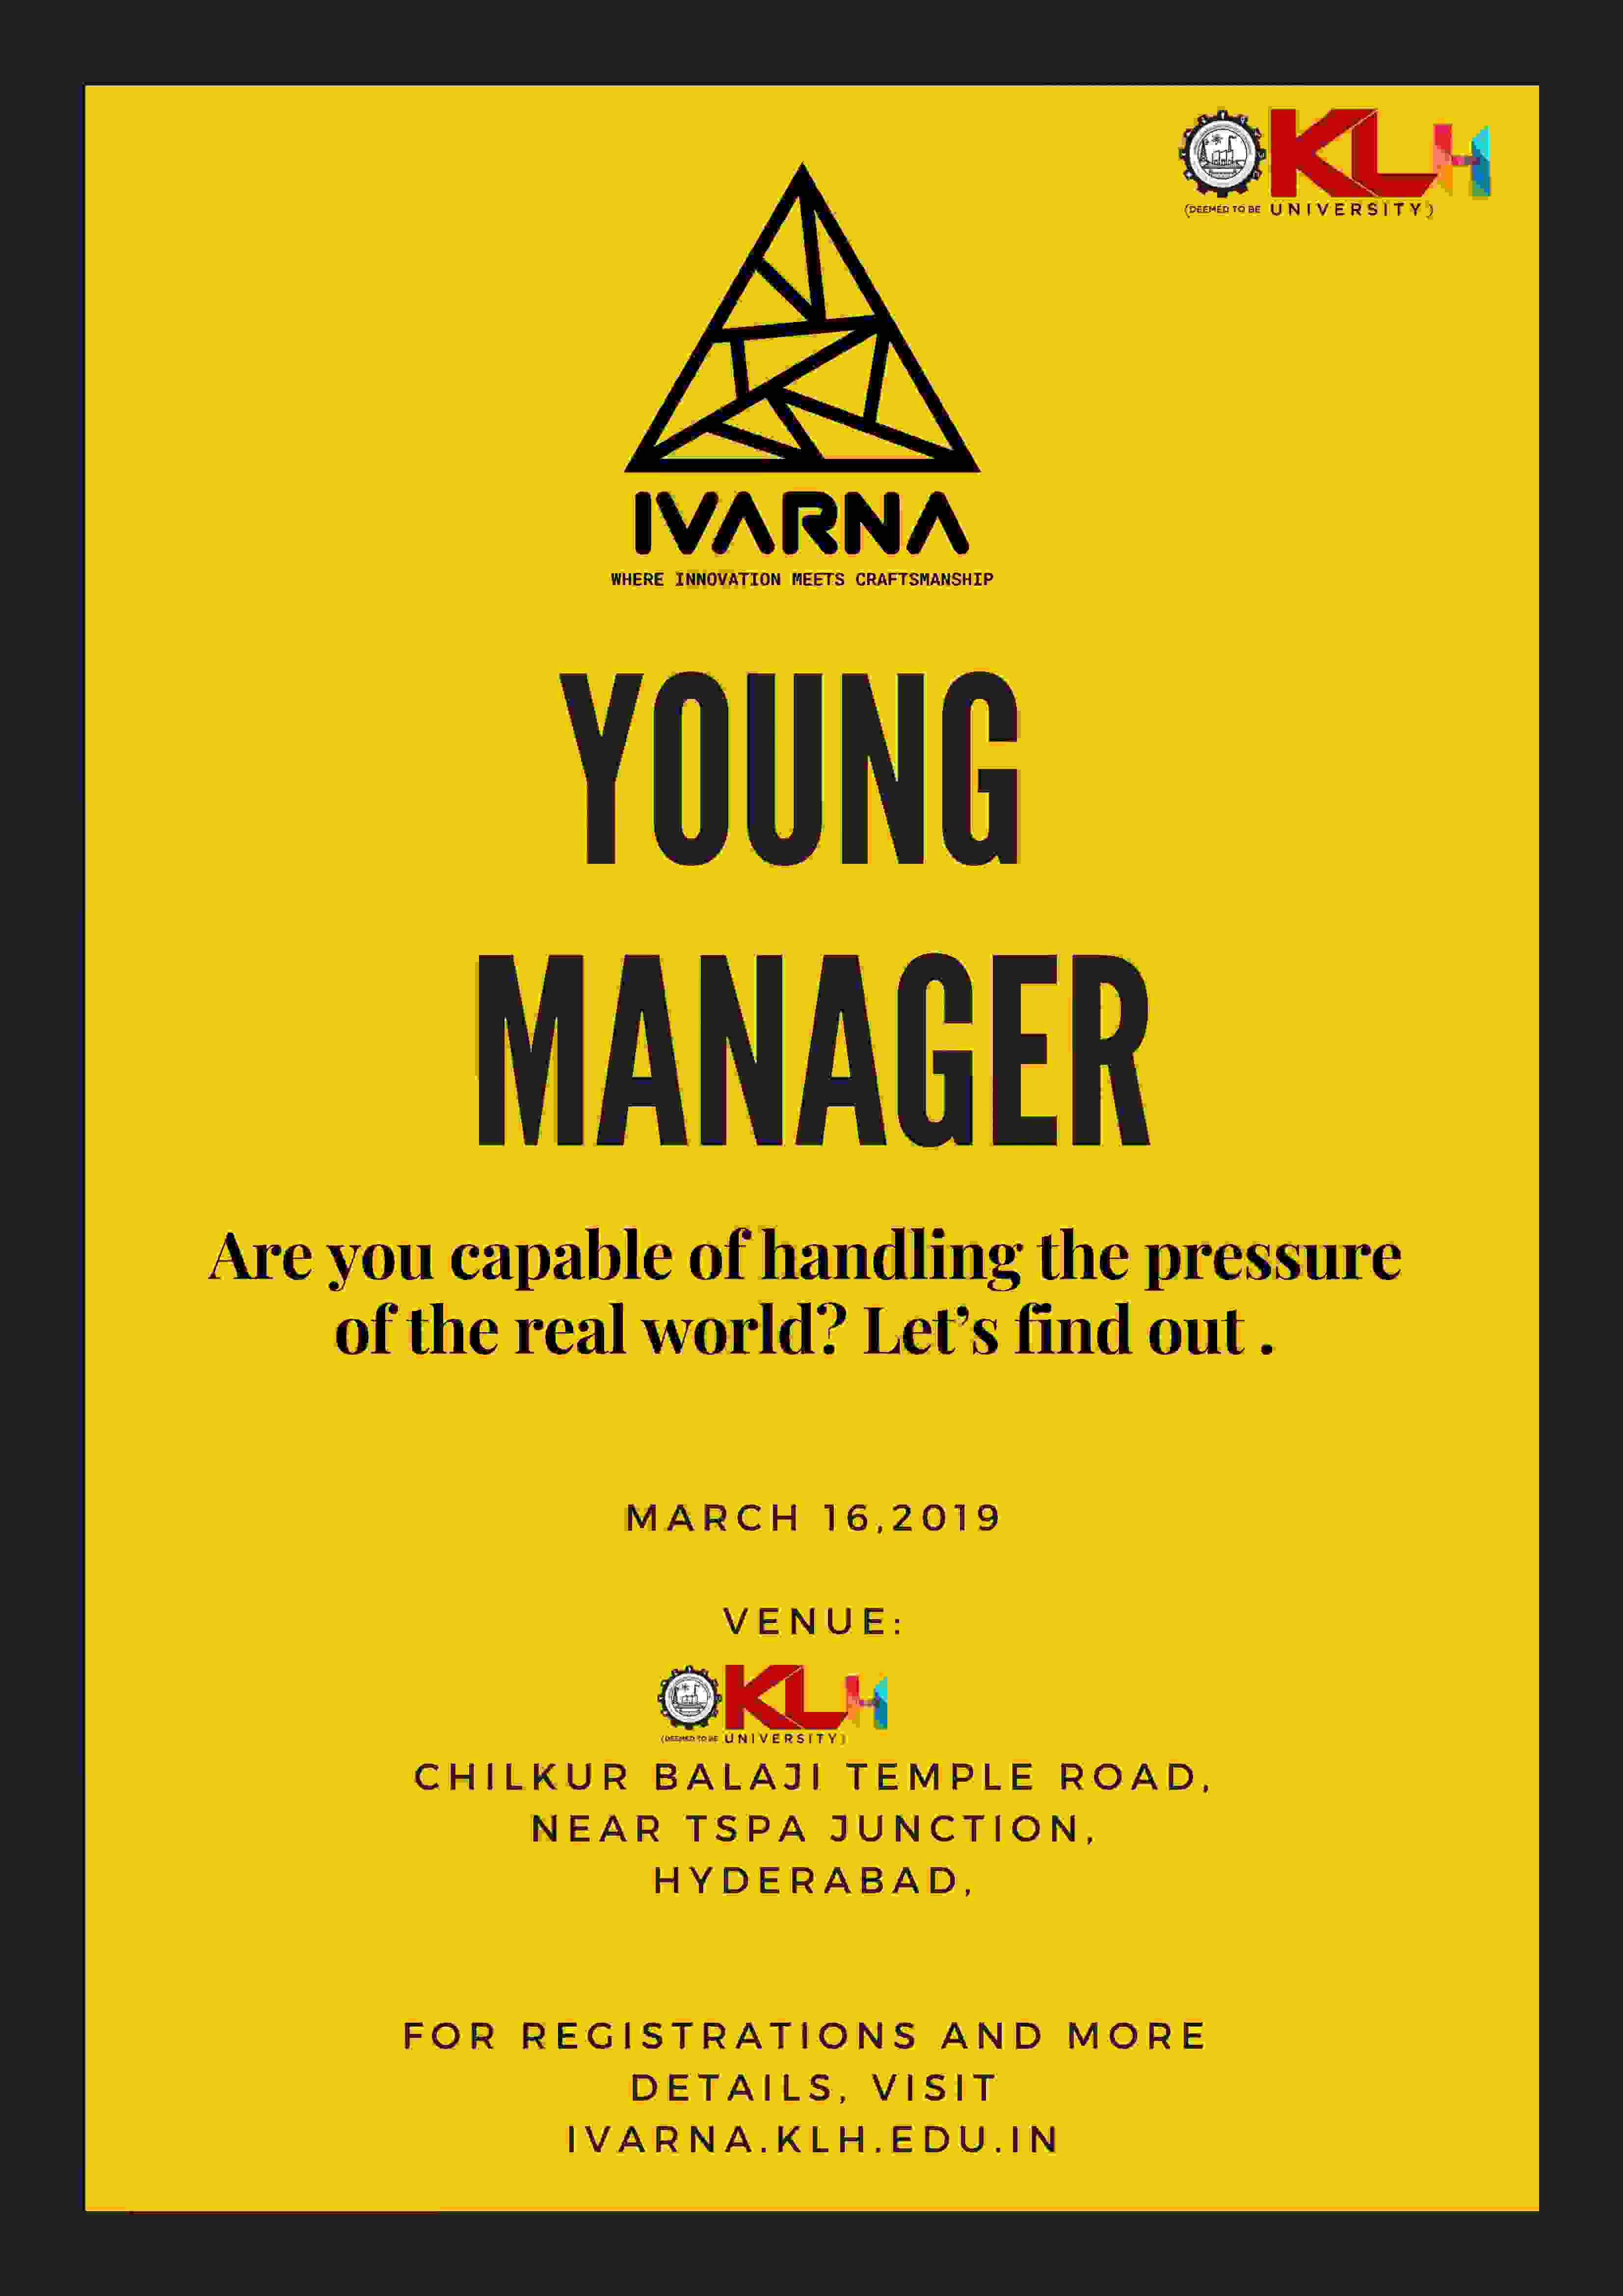 KLH
(DEEMED TO BE UNIVERSITY)
IVARNA
WHERE INNOVATION MEETS CRAFTSMANSHIP
YOUNG
MANAGER
Are you capable of handling the pressure
of the real world? Let's find out .
MARCH 16,2019
VENUE:
KLH
(DEEMED TO BE UNIVERSITY)
CHILKUR BALAJI TEMPLE ROAD,
NEAR TSPA JUNCTION,
HYDERABAD,
FOR REGISTRATIONS AND MORE
DETAILS, VISIT
IVARNA.KLH.EDU.IN